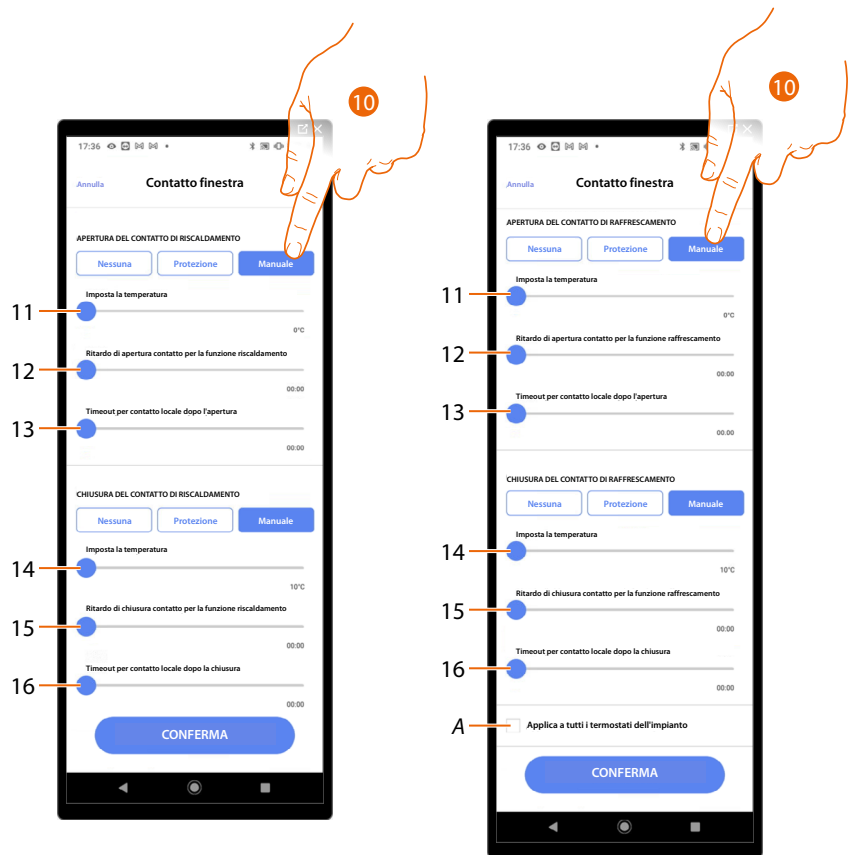 10
17:36
Annulla
Contatto finestra
APERTURA DEL CONTATTO DI RISCALDAMENTO
Nessuna
Protezione
Manuale
11
Imposta la temperatura
0°C
12
Ritardo di apertura contatto per la funzione riscaldamento
00:00
13
Timeout per contatto locale dopo l'apertura
00:00
CHIUSURA DEL CONTATTO DI RISCALDAMENTO
Nessuna
Protezione
Manuale
14
Imposta la temperatura
10°C
15
Ritardo di chiusura contatto per la funzione riscaldamento
00:00
16
Timeout per contatto locale dopo la chiusura
00:00
CONFERMA
10
17:36
Annulla
Contatto finestra
APERTURA DEL CONTATTO DI RAFFRESCAMENTO
Nessuna
Protezione
Manuale
11
Imposta la temperatura
0°C
12
Ritardo di apertura contatto per la funzione raffrescamento
00:00
13
Timeout per contatto locale dopo l'apertura
00:00
CHIUSURA DEL CONTATTO DI RAFFRESCAMENTO
Nessuna
Protezione
Manuale
14
Imposta la temperatura
10°C
15
Ritardo di chiusura contatto per la funzione raffrescamento
00:00
16
Timeout per contatto locale dopo la chiusura
00:00
A
Applica a tutti i termostati dell'impianto
CONFERMA